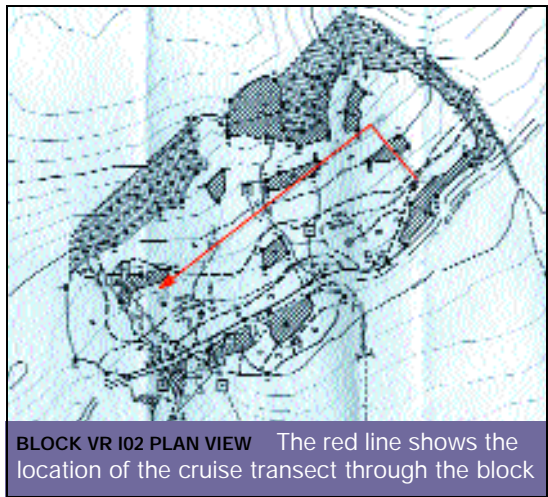 BLOCK VR I02 PLAN VIEW The red line shows the
location of the cruise transect through the block